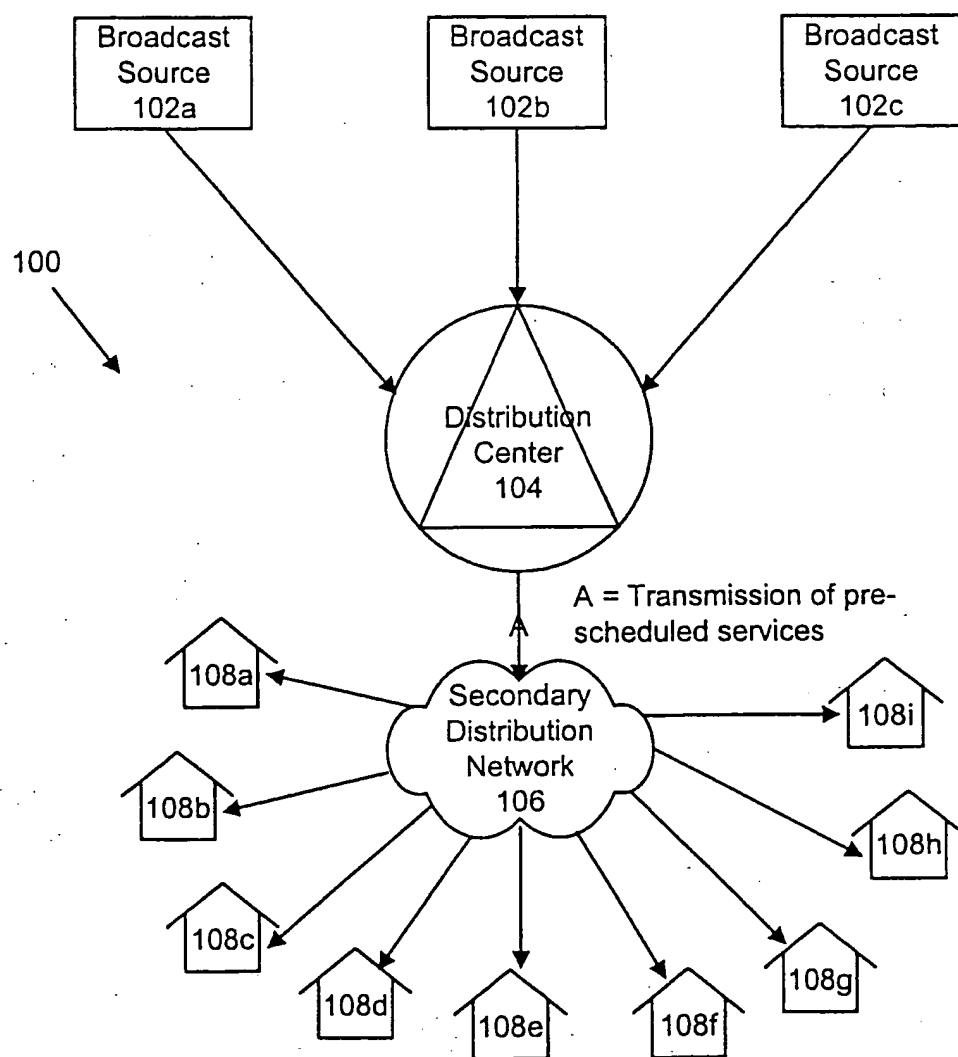 Broadcast
Source
102a
Broadcast
Source
102b
Broadcast
Source
102c
100
Distribution
Center
104
A
A = Transmission of pre-
scheduled services
Secondary
Distribution
Network
106
108a
108b
108c
108d
108e
108f
108g
108h
108i